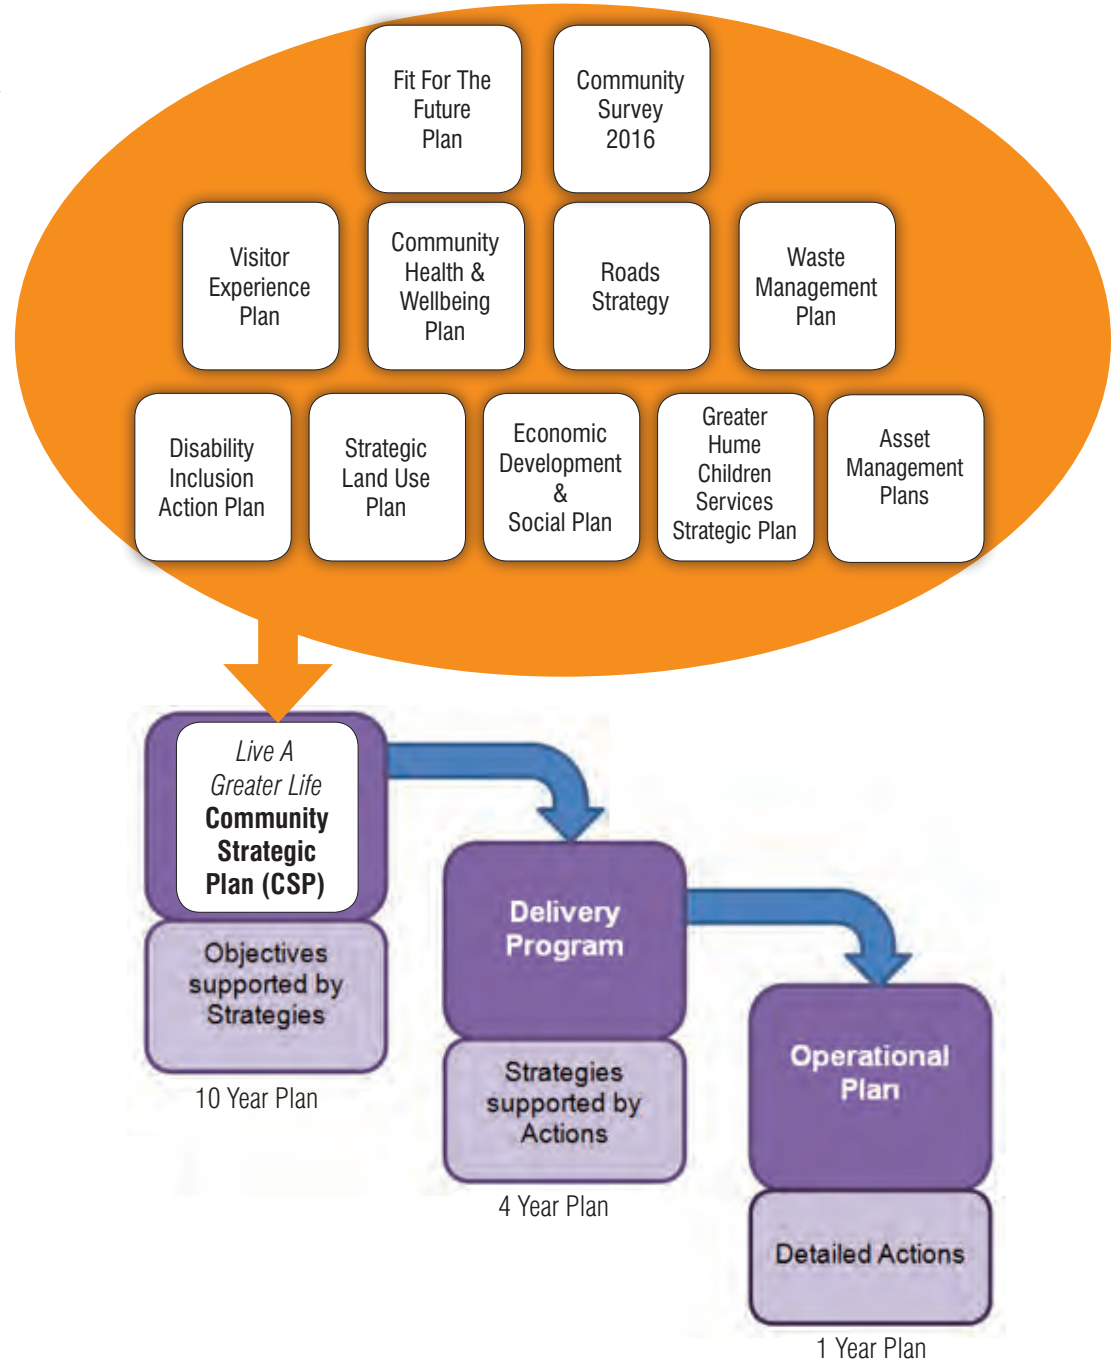 Fit For The
Future
Plan
Community
Survey
2016
Visitor
Experience
Plan
Community
Health &
Wellbeing
Plan
Roads
Strategy
Waste
Management
Plan
Disability
Inclusion
Action Plan
Strategic
Land Use
Plan
Economic
Development
&
Social Plan
Greater
Hume
Children
Services
Strategic Plan
Asset
Management
Plans
Live A
Greater Life
Community
Strategic
Plan (CSP)
Objectives
supported by
Strategies
10 Year Plan
Delivery
Program
Strategies
supported by
Actions
4 Year Plan
Operational
Plan
Detailed Actions
1 Year Plan